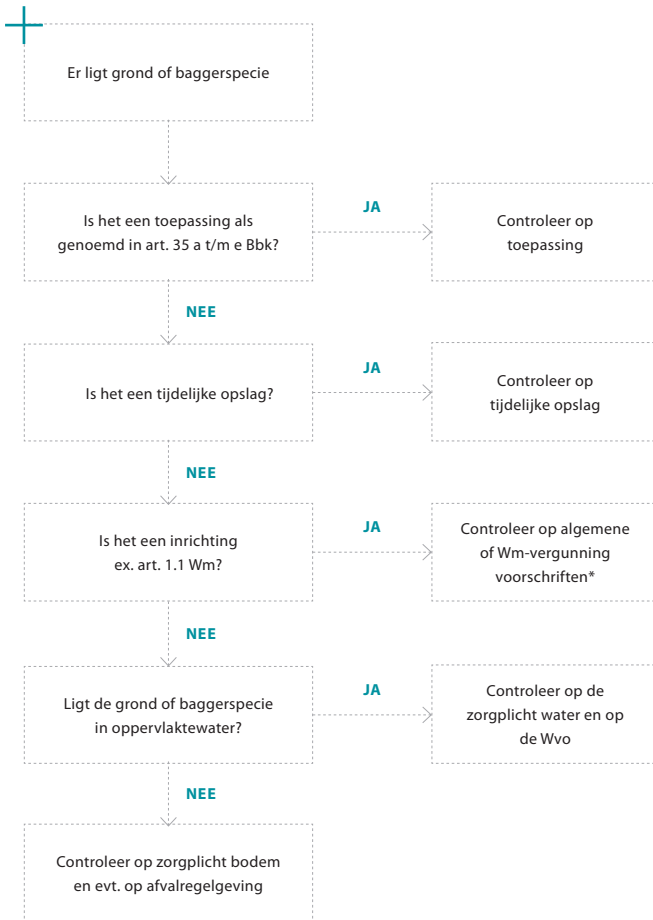 Er ligt grond of baggerspecie
Is het een toepassing als
genoemd in art. 35 a t/m e Bbk?
JA
Controleer op
toepassing
NEE
Is het een tijdelijke opslag?
JA
Controleer op
tijdelijke opslag
NEE
Is het een inrichting
ex. art. 1.1 Wm?
JA
Controleer op algemene
of Wm-vergunning
voorschriften*
NEE
Ligt de grond of baggerspecie
in oppervlaktewater?
JA
Controleer op de
zorgplicht water en op
de Wvo
NEE
Controleer op zorgplicht bodem
en evt. op afvalregelgeving